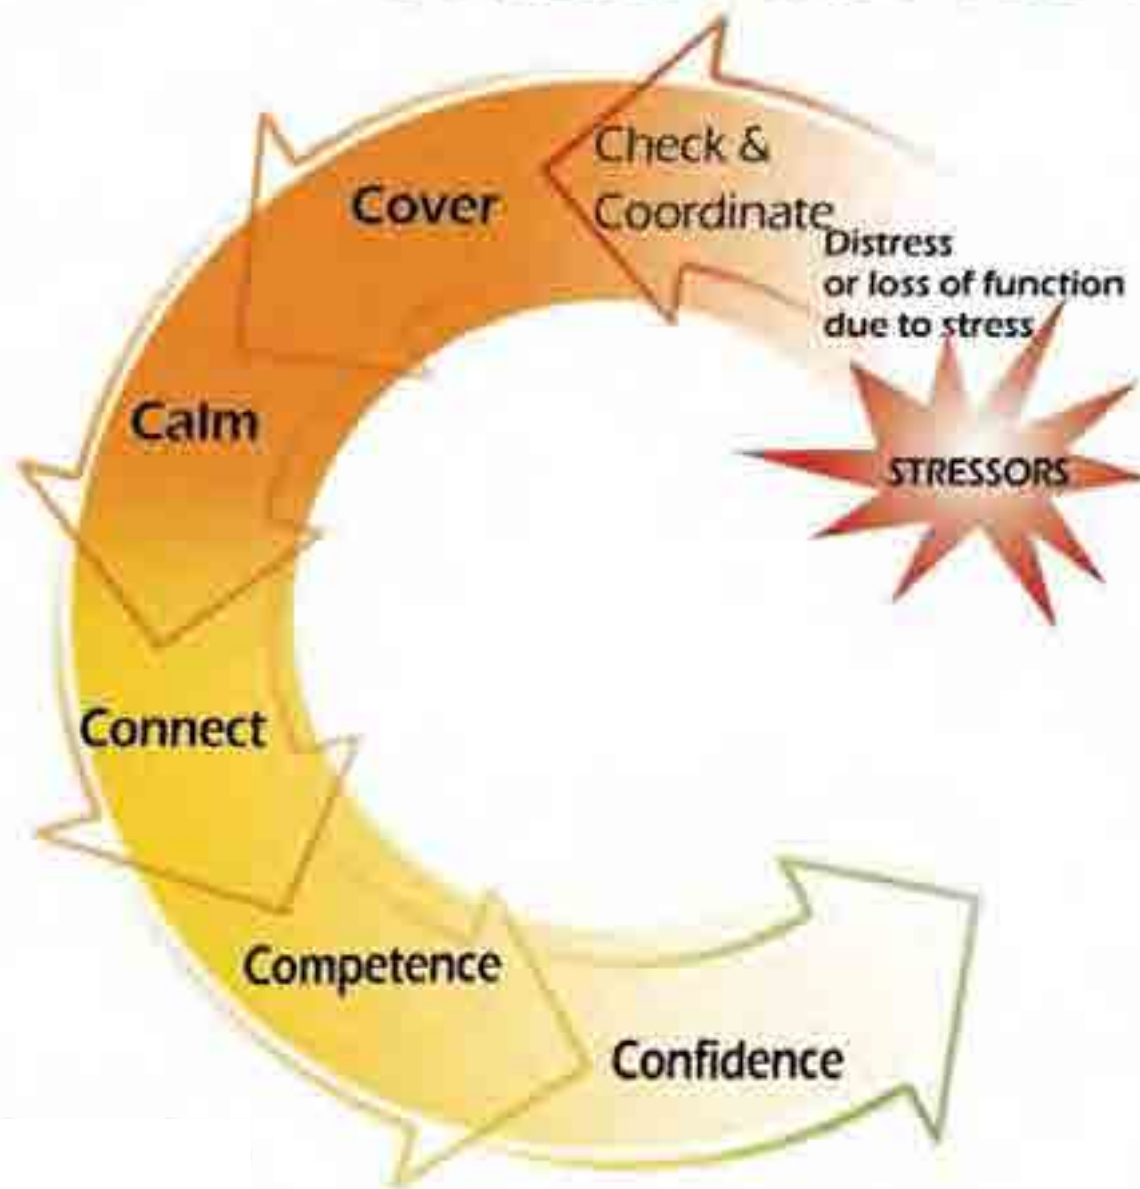 Check &
Coordinate
Distress
or loss of function
due to stress
STRESSORS
Cover
Calm
Connect
Competence
Confidence